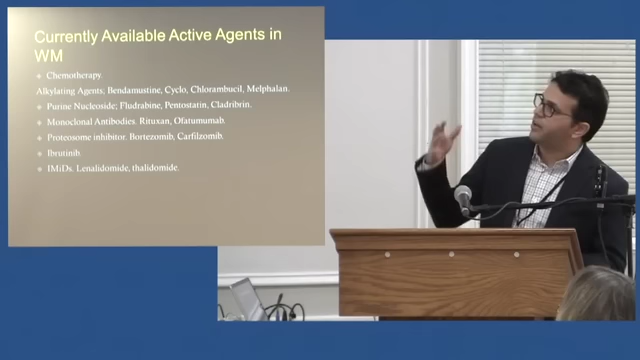 Currently Available Active Agents in
WM
Chemotherapy.
Alkylating Agents; Bendamustine, Cyclo, Chlorambucil, Melphalan.
Purine Nucleoside; Fludrabine, Pentostatin, Cladribrin.
Monoclonal Antibodies. Rituxan, Ofatumumab.
Proteosome inhibitor. Bortezomib, Carfilzomib.
Ibrutinib.
IMiDs. Lenalidomide, thalidomide.